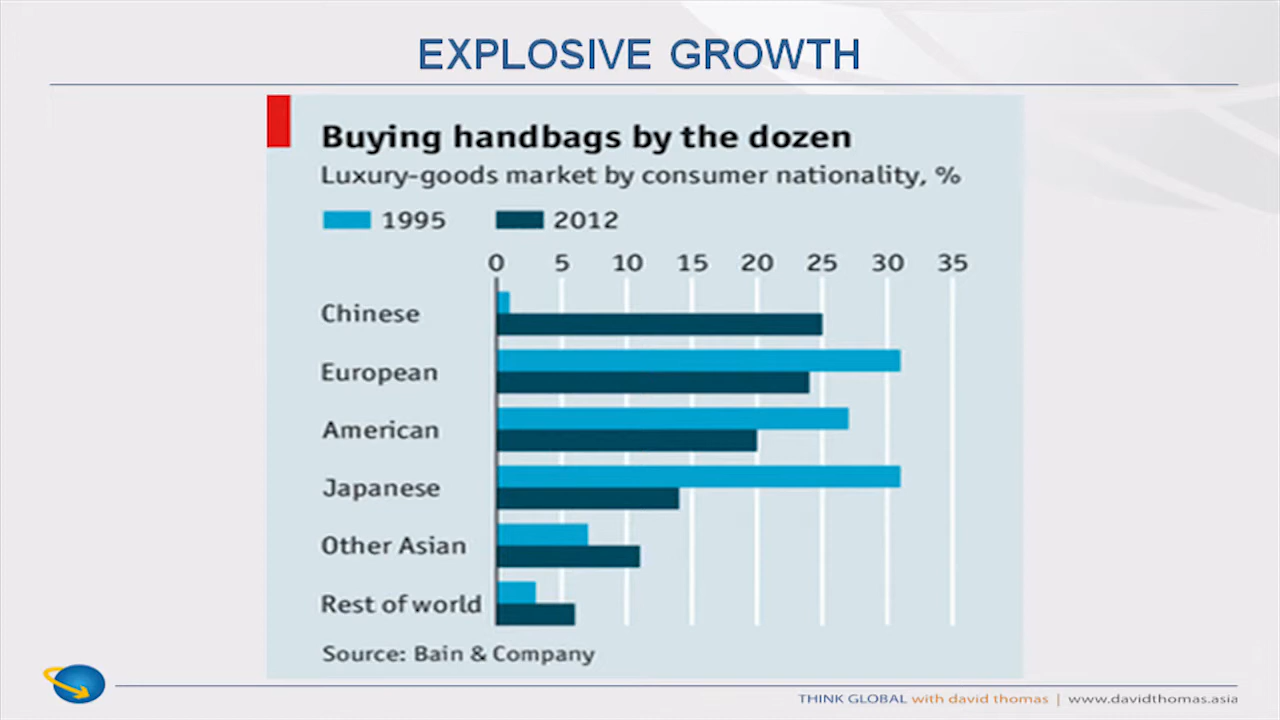 EXPLOSIVE GROWTH
Buying handbags by the dozen
Luxury-goods market by consumer nationality, %
1995 2012
0 5 10 15 20 25 30 35
Chinese
European
American
Japanese
Other Asian
Rest of world
Source: Bain & Company
THINK GLOBAL with david thomas | www.davidthomas.asia